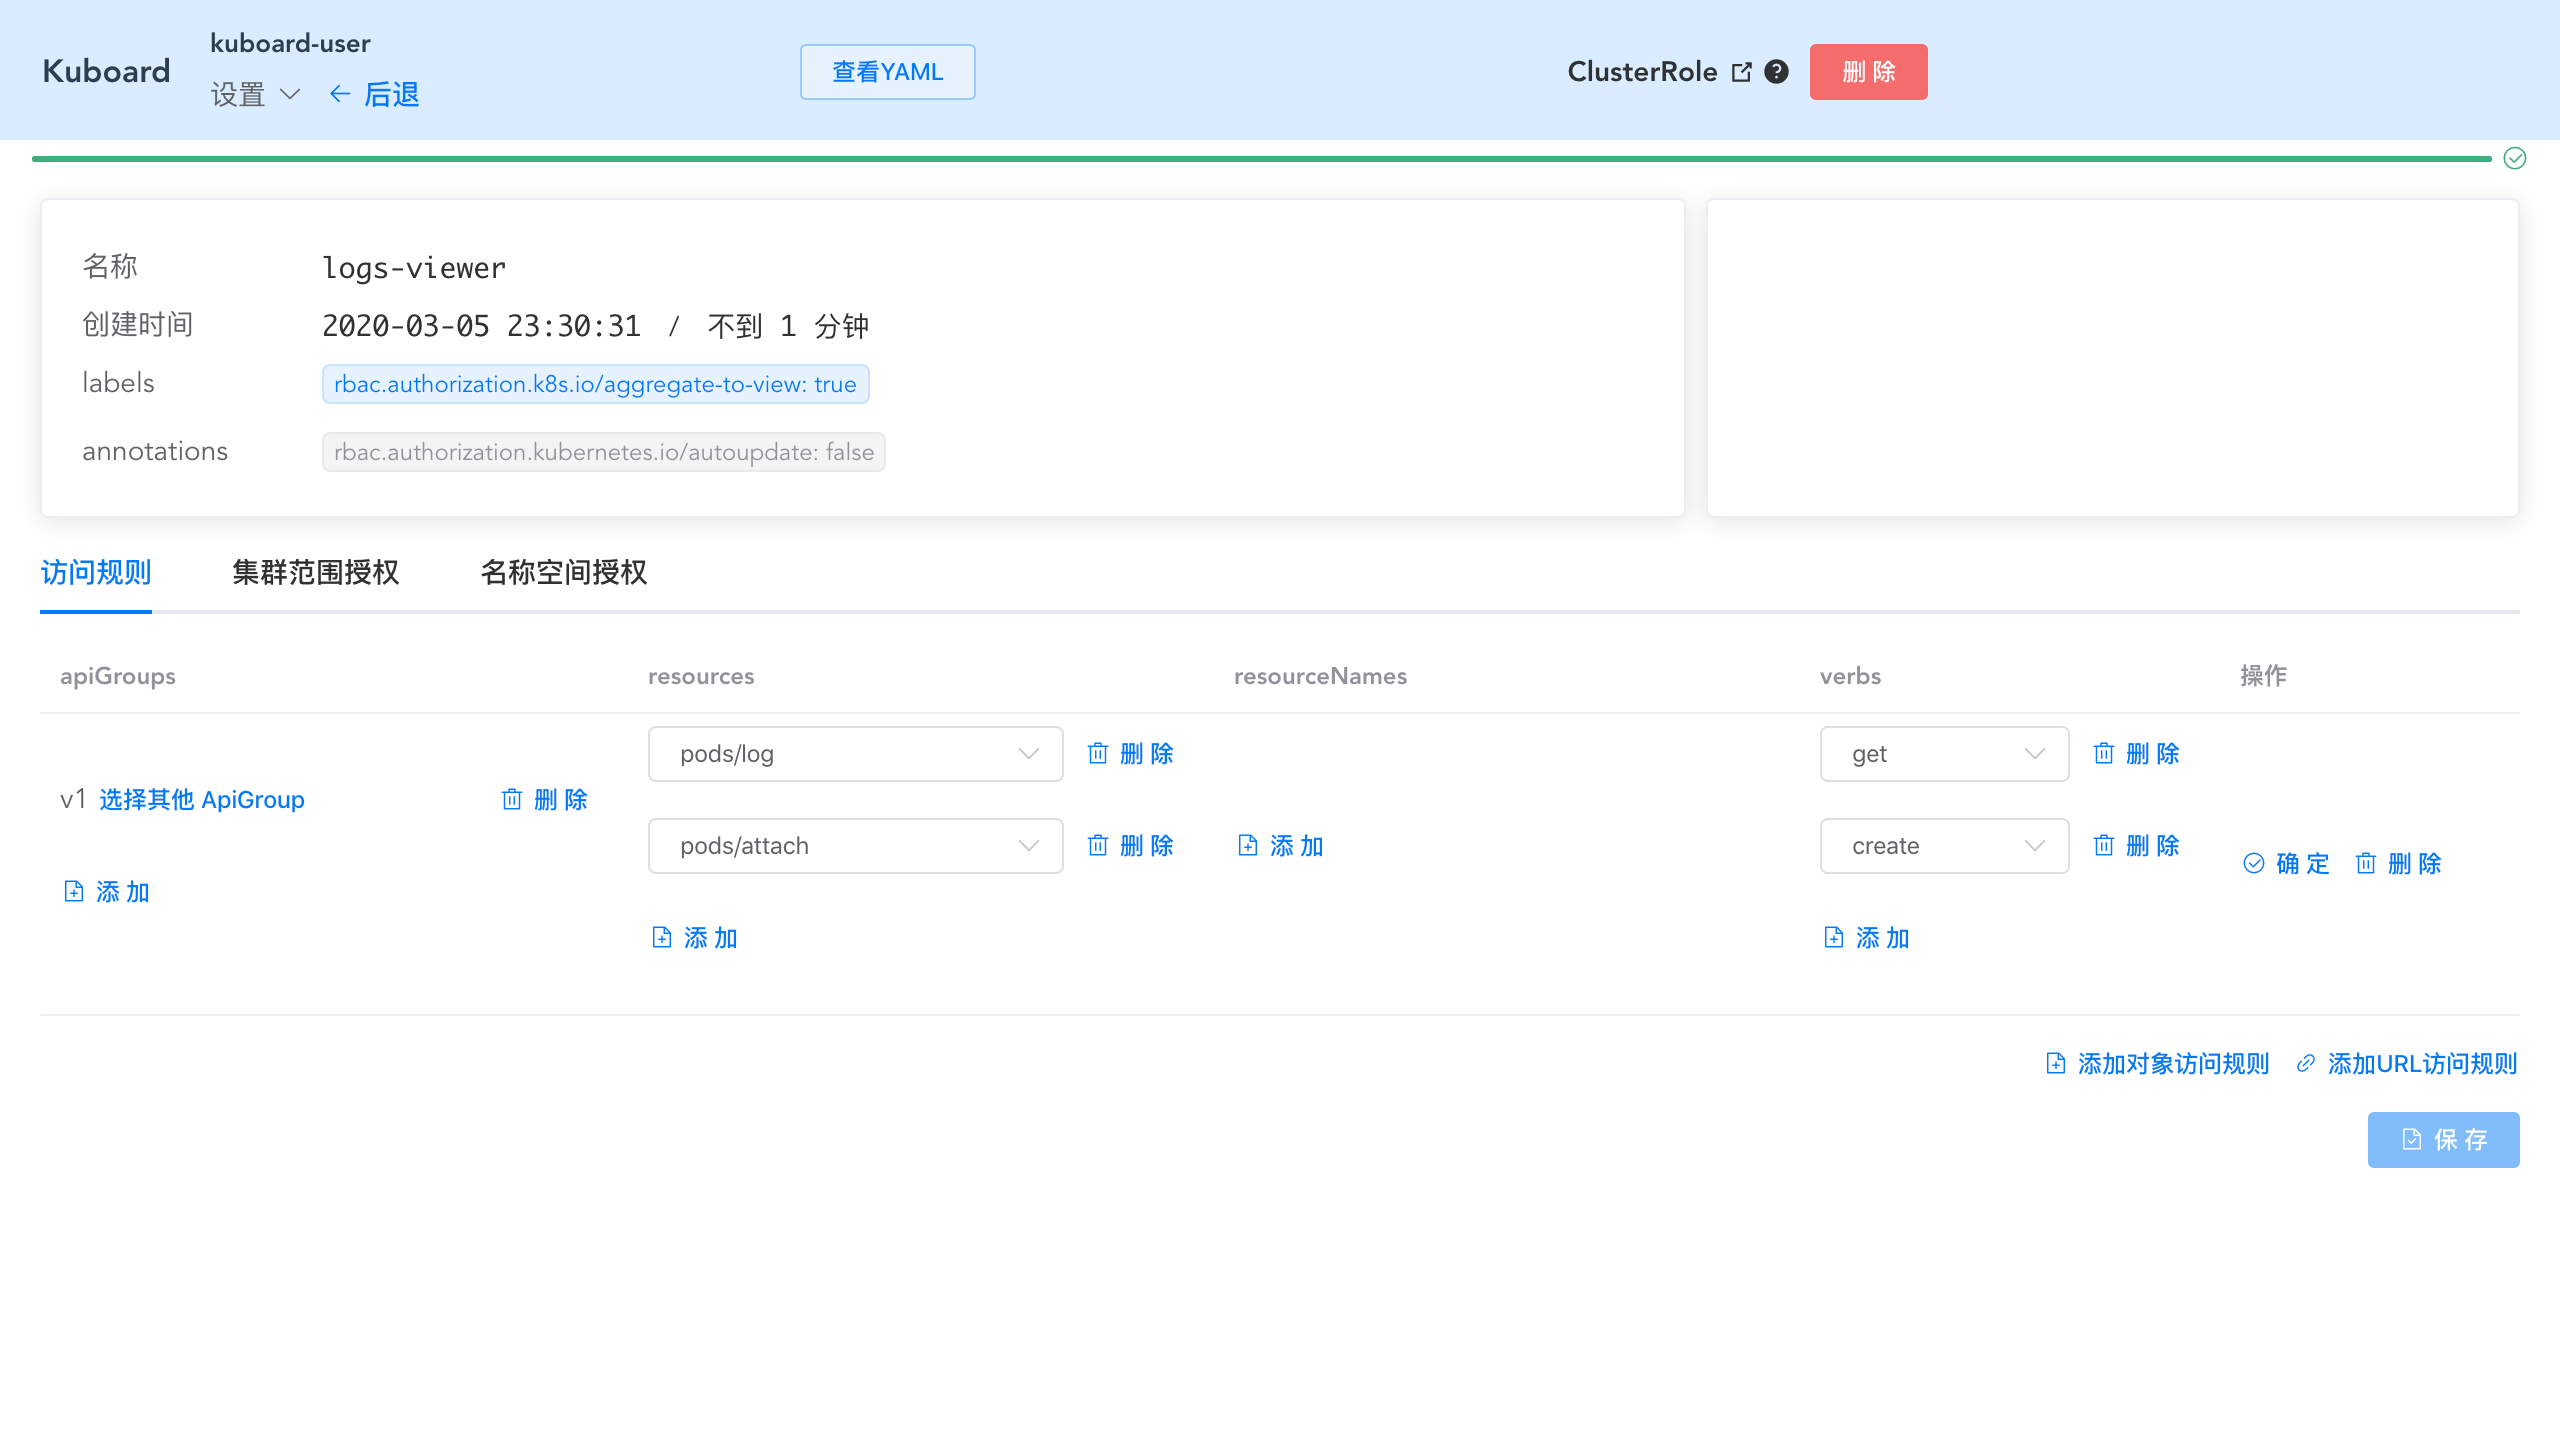 Kuboard
kuboard-user
设置 后退
查看YAML
ClusterRole ? 删 除
名称 logs-viewer
创建时间 2020-03-05 23:30:31 / 不到 1 分钟
labels rbac.authorization.k8s.io/aggregate-to-view: true
annotations rbac.authorization.kubernetes.io/autoupdate: false
访问规则 集群范围授权 名称空间授权
apiGroups resources resourceNames verbs 操作
pods/log 删 除 get 删 除
v1 选择其他 ApiGroup 删 除
pods/attach 删 除 添 加 create 删 除
确 定 删 除
添 加
添 加 添 加
添加对象访问规则 添加URL访问规则
保 存